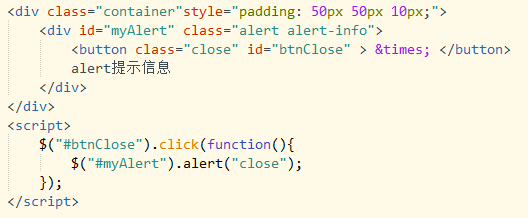 <div class="container"style="padding: 50px 50px 10px;">
    <div id="myAlert" class="alert alert-info">
        <button class="close" id="btnClose" > &times; </button>
        alert提示信息
    </div>
</div>
<script>
    $("#btnClose").click(function(){
        $("#myAlert").alert("close");
    });
</script>